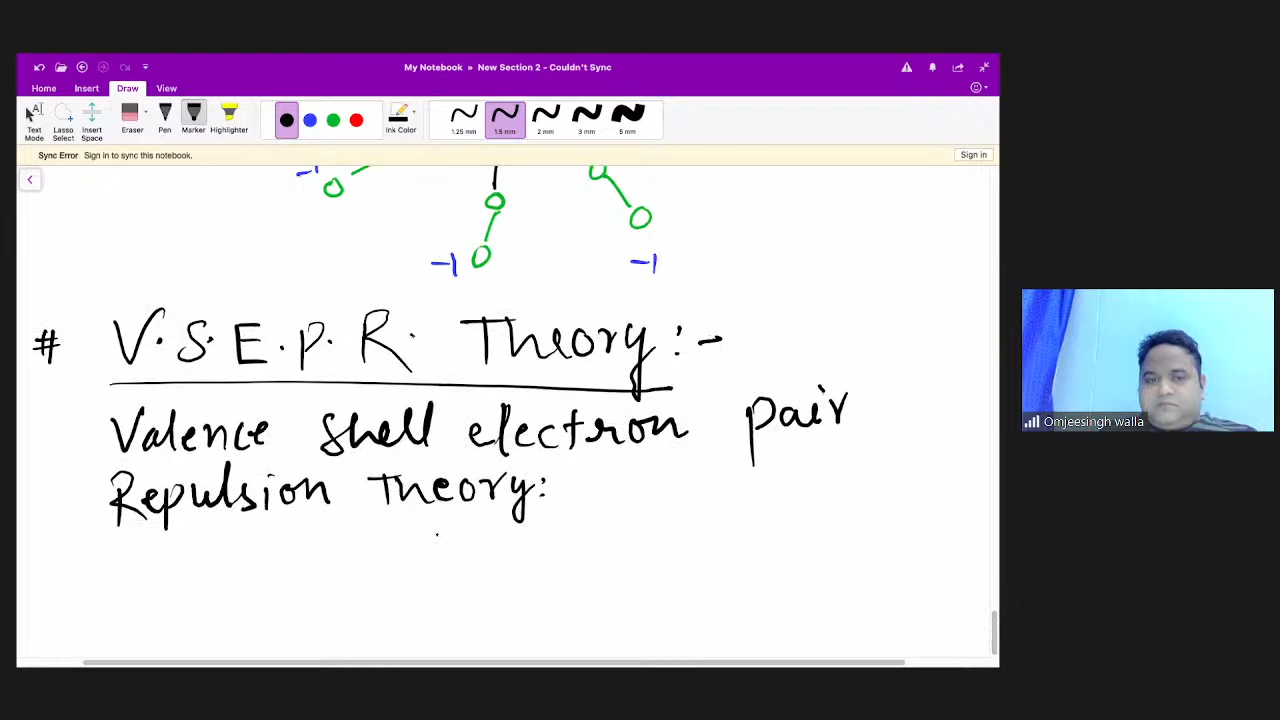 My Notebook » New Section 2 - Couldn't Sync
Home Insert Draw View
Text Mode Lasso Select Insert Space Eraser Pen Marker Highlighter Ink Color 1.25 mm 1.5 mm 2 mm 3 mm 5 mm
Sync Error Sign in to sync this notebook. Sign in
-1 O O O O
-1 O -1
# V.S.E.P.R. Theory:-
Valence shell electron pair
Repulsion Theory:
Omjeesingh walla